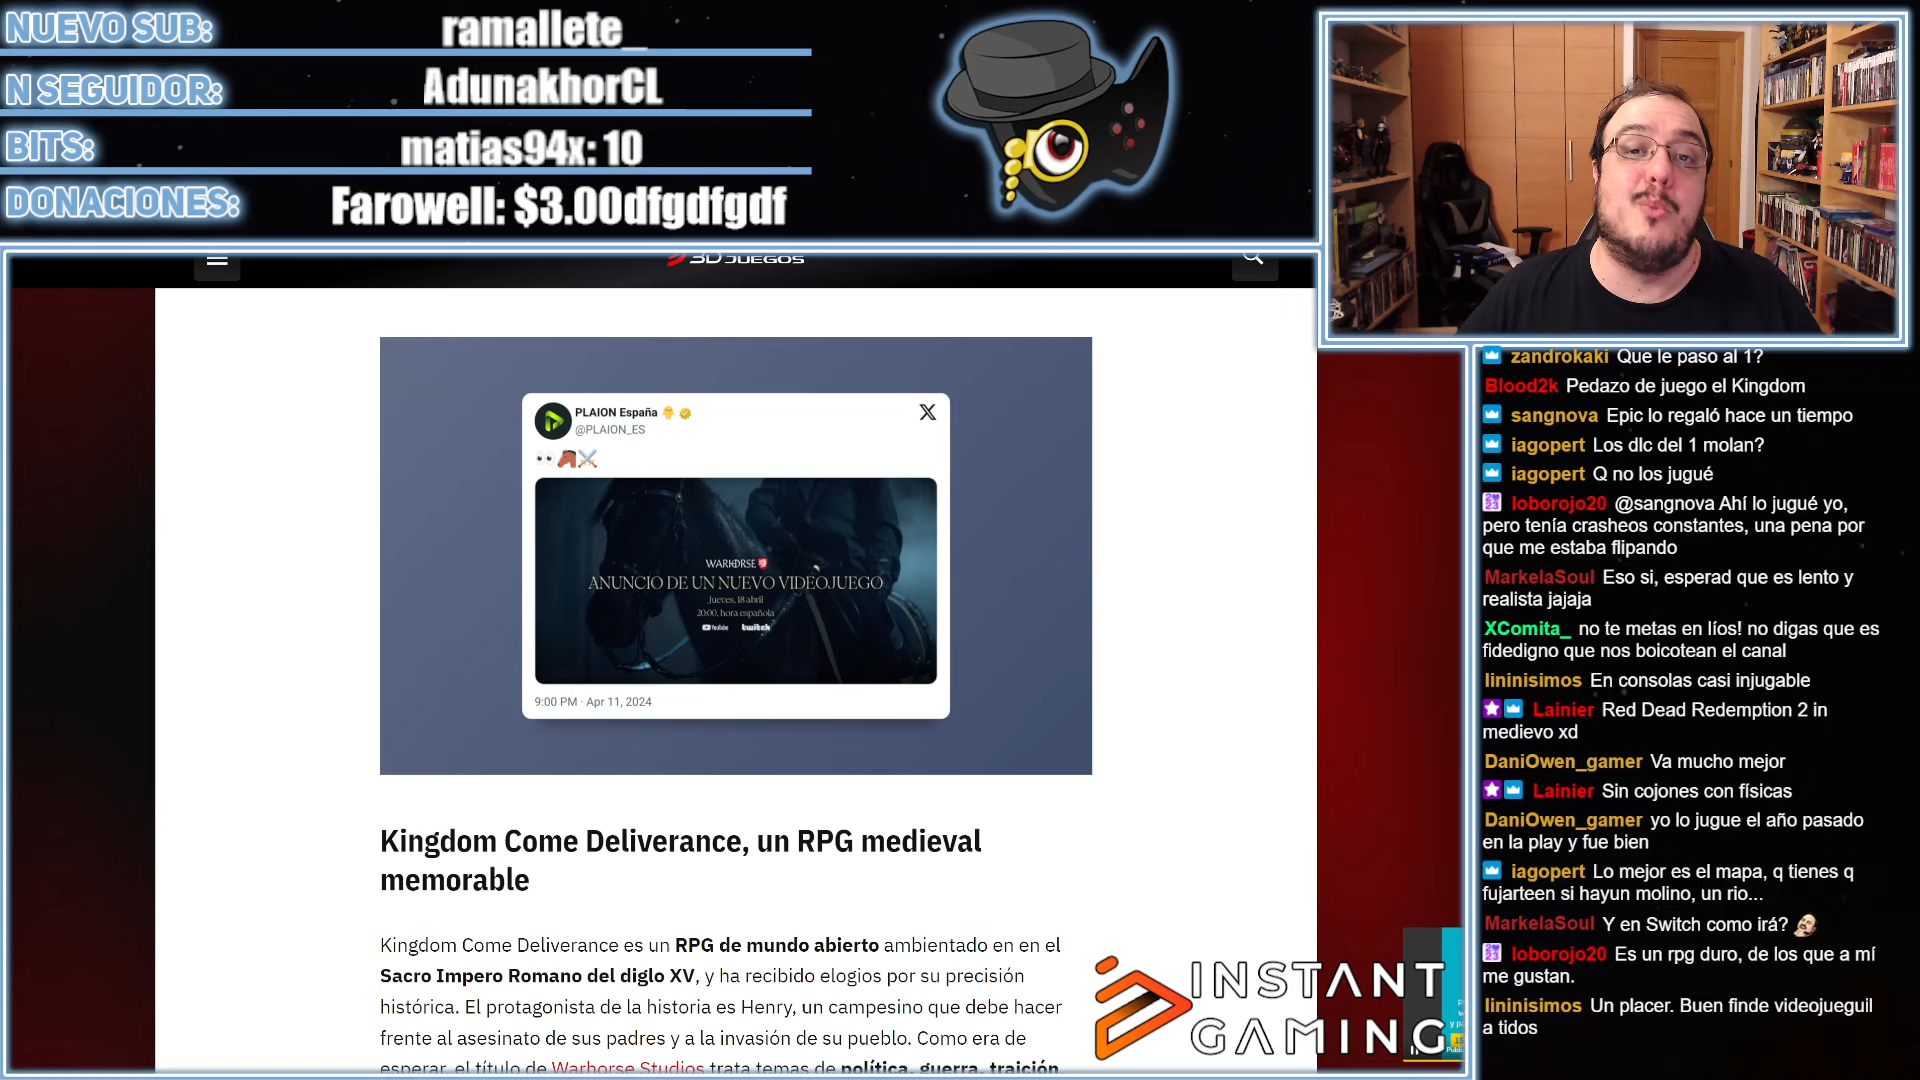 NUEVO SUB:
ramallete_
N SEGUIDOR:
AdunakhorCL
BITS:
matias94x: 10
DONACIONES:
Farowell: $3.00dfgdfgdf
3DJUEGOS
PLAION España
@PLAION_ES
WARHORSE
ANUNCIO DE UN NUEVO VIDEOJUEGO
Jueves, 18 abril
20:00, hora española
YouTube twitch
9:00 PM · Apr 11, 2024
Kingdom Come Deliverance, un RPG medieval
memorable
Kingdom Come Deliverance es un RPG de mundo abierto ambientado en en el
Sacro Impero Romano del diglo XV, y ha recibido elogios por su precisión
histórica. El protagonista de la historia es Henry, un campesino que debe hacer
frente al asesinato de sus padres y a la invasión de su pueblo. Como era de
esperar, el título de Warhorse Studios trata temas de política, guerra, traición
INSTANT
GAMING
zandrokaki Que le paso al 1?
Blood2k Pedazo de juego el Kingdom
sangnova Epic lo regaló hace un tiempo
iagopert Los dlc del 1 molan?
iagopert Q no los jugué
loborojo20 @sangnova Ahí lo jugué yo,
pero tenía crasheos constantes, una pena por
que me estaba flipando
MarkelaSoul Eso si, esperad que es lento y
realista jajaja
XComita_ no te metas en líos! no digas que es
fidedigno que nos boicotean el canal
lininisimos En consolas casi injugable
Lainier Red Dead Redemption 2 in
medievo xd
DaniOwen_gamer Va mucho mejor
Lainier Sin cojones con físicas
DaniOwen_gamer yo lo jugue el año pasado
en la play y fue bien
iagopert Lo mejor es el mapa, q tienes q
fujarteen si hayun molino, un rio...
MarkelaSoul Y en Switch como irá?
loborojo20 Es un rpg duro, de los que a mí
me gustan.
lininisimos Un placer. Buen finde videojueguil
a tidos